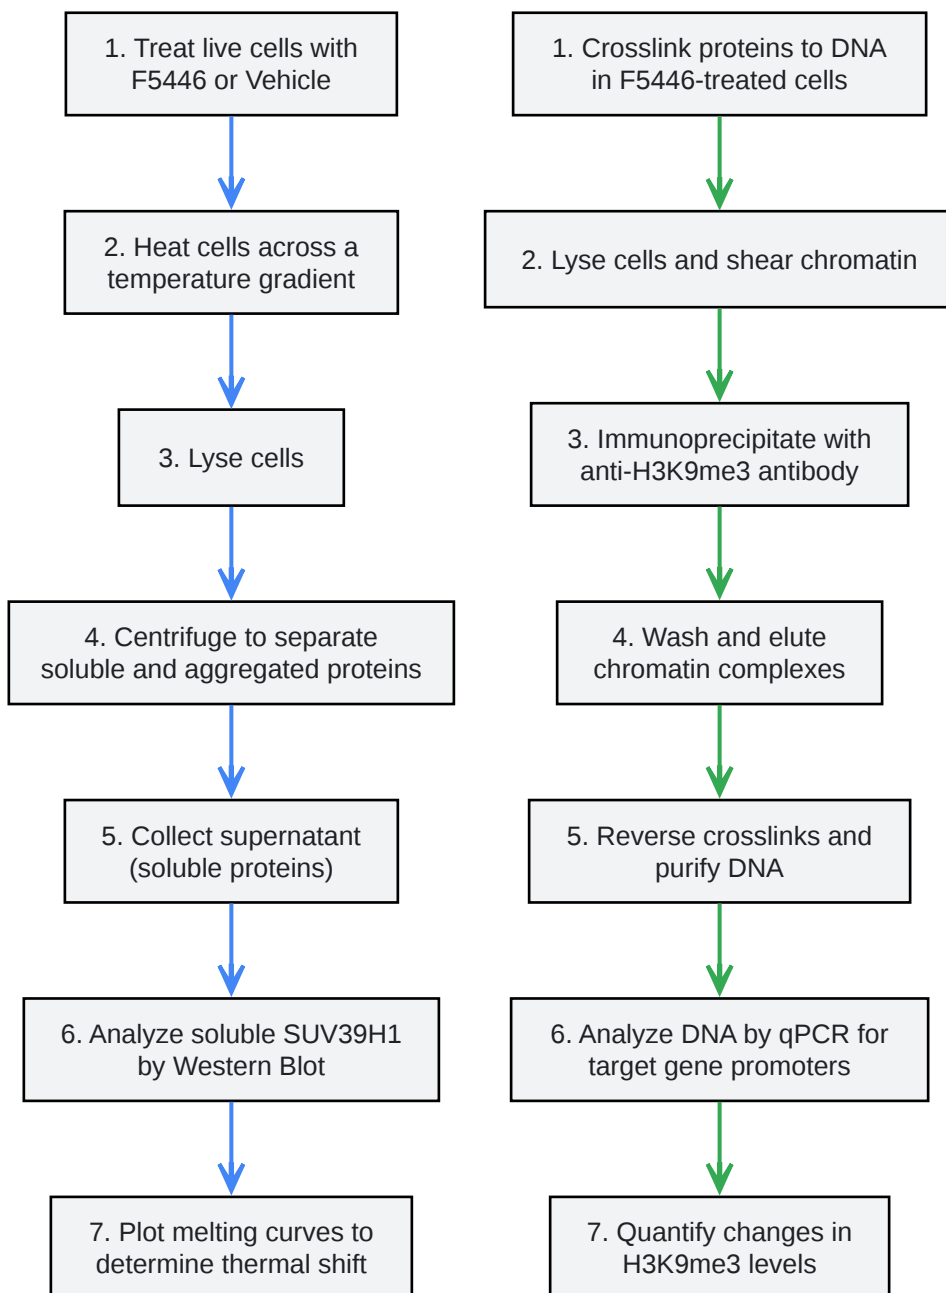 1. Treat live cells with
F5446 or Vehicle
2. Heat cells across a
temperature gradient
3. Lyse cells
4. Centrifuge to separate
soluble and aggregated proteins
5. Collect supernatant
(soluble proteins)
6. Analyze soluble SUV39H1
by Western Blot
7. Plot melting curves to
determine thermal shift
1. Crosslink proteins to DNA
in F5446-treated cells
2. Lyse cells and shear chromatin
3. Immunoprecipitate with
anti-H3K9me3 antibody
4. Wash and elute
chromatin complexes
5. Reverse crosslinks and
purify DNA
6. Analyze DNA by qPCR for
target gene promoters
7. Quantify changes in
H3K9me3 levels